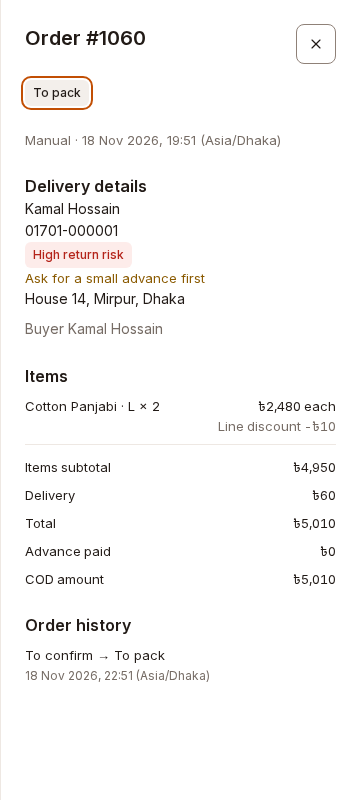 Order #1060
×
To pack
Manual · 18 Nov 2026, 19:51 (Asia/Dhaka)
Delivery details
Kamal Hossain
01701-000001
High return risk
Ask for a small advance first
House 14, Mirpur, Dhaka
Buyer Kamal Hossain
Items
Cotton Panjabi · L × 2 ৳2,480 each
Line discount -৳10
Items subtotal ৳4,950
Delivery ৳60
Total ৳5,010
Advance paid ৳0
COD amount ৳5,010
Order history
To confirm → To pack
18 Nov 2026, 22:51 (Asia/Dhaka)